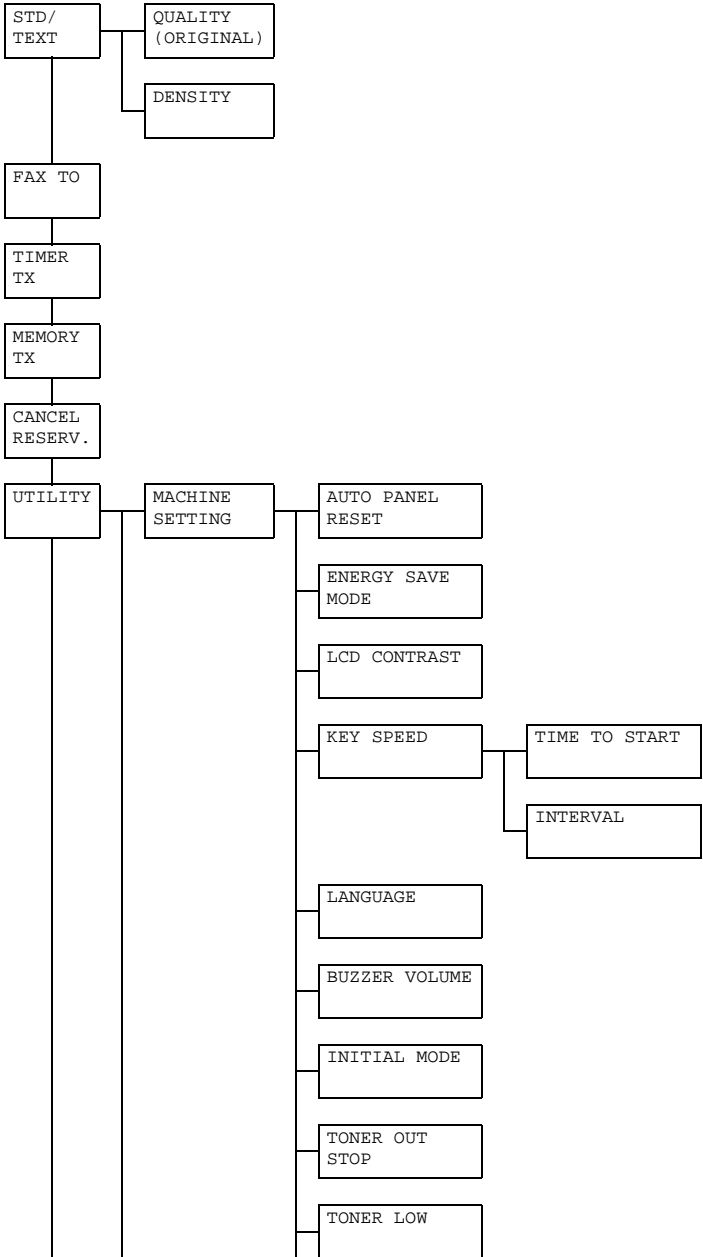 STD/
TEXT
QUALITY
(ORIGINAL)
DENSITY
FAX TO
TIMER
TX
MEMORY
TX
CANCEL
RESERV.
UTILITY
MACHINE
SETTING
AUTO PANEL
RESET
ENERGY SAVE
MODE
LCD CONTRAST
KEY SPEED
TIME TO START
INTERVAL
LANGUAGE
BUZZER VOLUME
INITIAL MODE
TONER OUT
STOP
TONER LOW